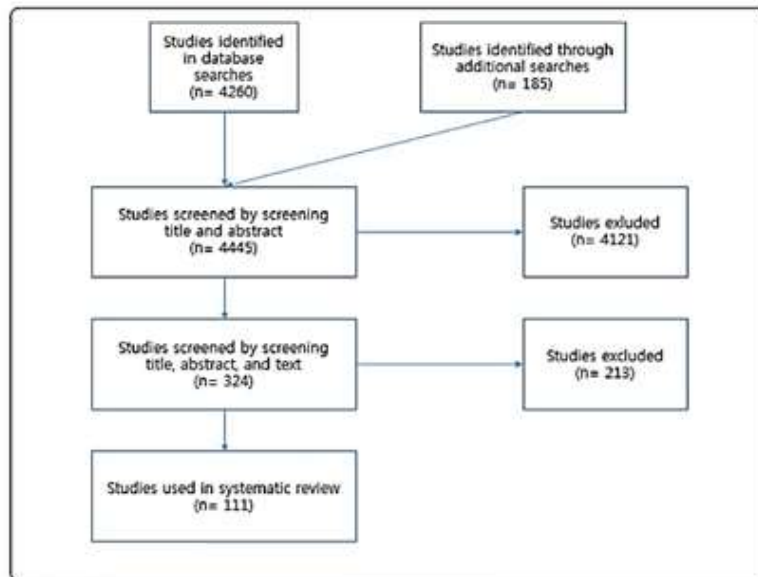 Studies identified
in database
searches
(n= 4260)
Studies identified through
additional searches
(n= 185)
Studies screened by screening
title and abstract
(n= 4445)
Studies exluded
(n= 4121)
Studies screened by screening
title, abstract, and text
(n= 324)
Studies excluded
(n= 213)
Studies used in systematic review
(n= 111)